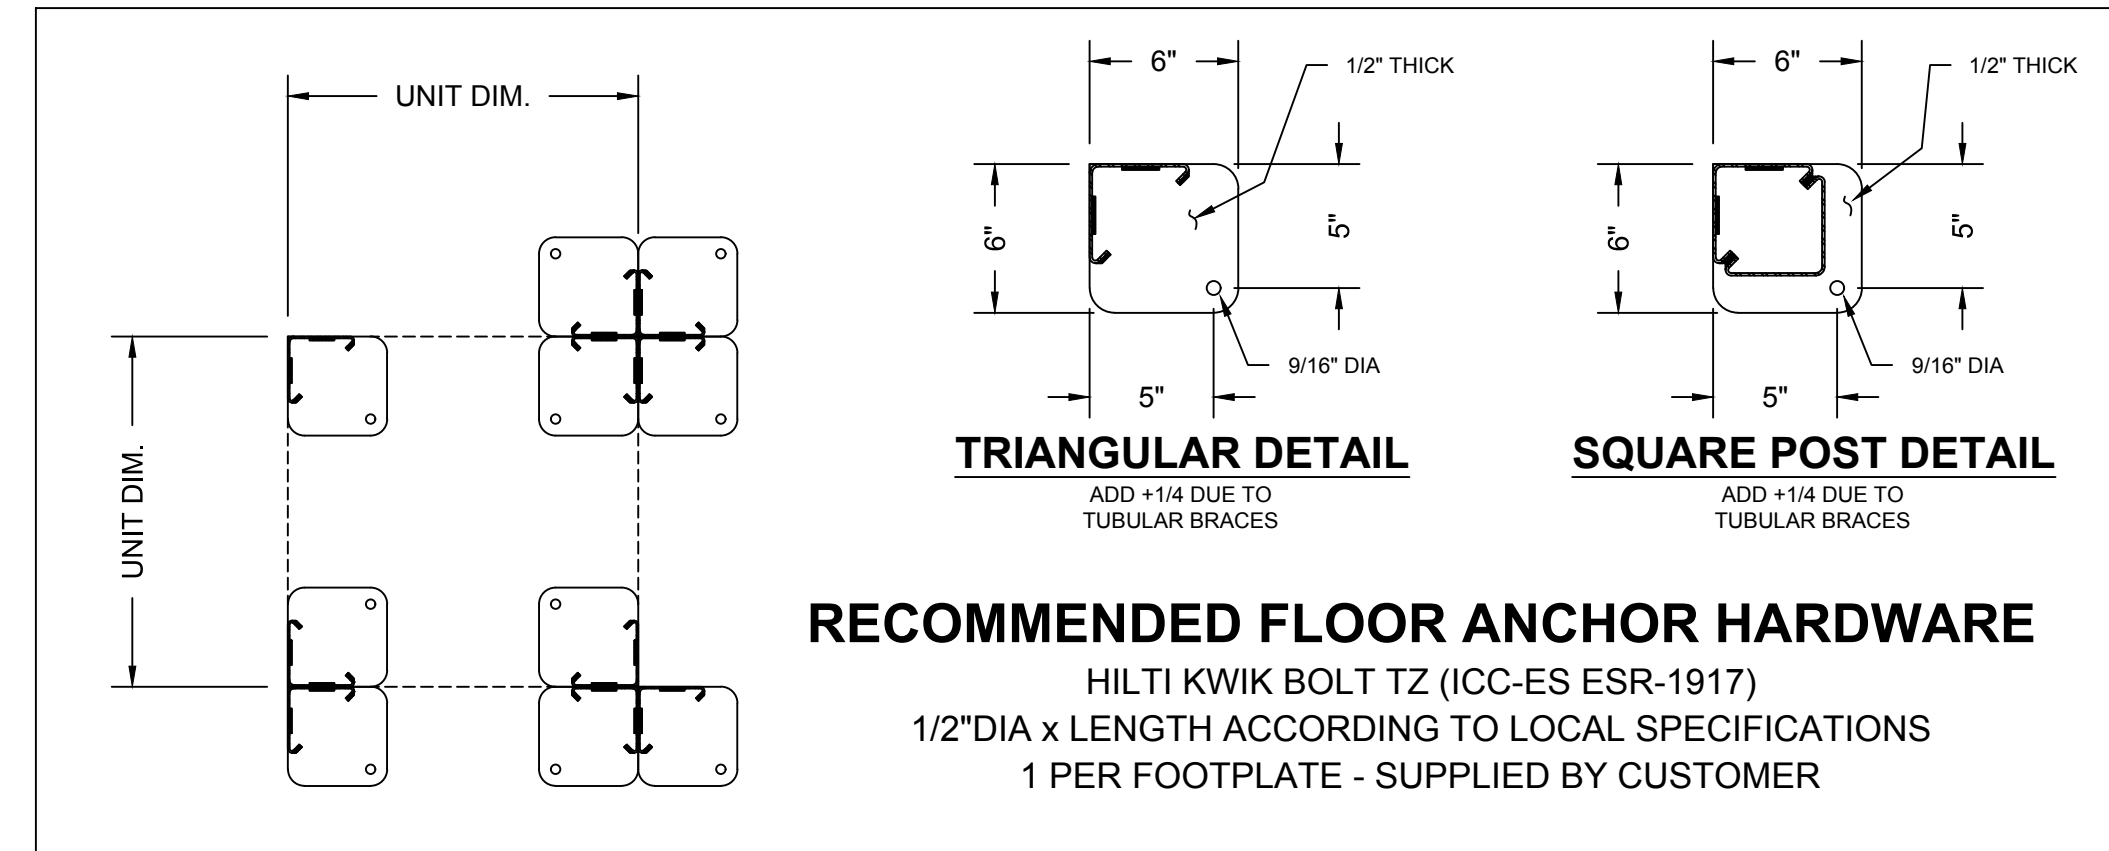 UNIT DIM.
UNIT DIM.
6"
1/2" THICK
6"
5"
9/16" DIA
5"
TRIANGULAR DETAIL
ADD +1/4 DUE TO
TUBULAR BRACES
6"
1/2" THICK
6"
5"
9/16" DIA
5"
SQUARE POST DETAIL
ADD +1/4 DUE TO
TUBULAR BRACES
RECOMMENDED FLOOR ANCHOR HARDWARE
HILTI KWIK BOLT TZ (ICC-ES ESR-1917)
1/2"DIA x LENGTH ACCORDING TO LOCAL SPECIFICATIONS
1 PER FOOTPLATE - SUPPLIED BY CUSTOMER